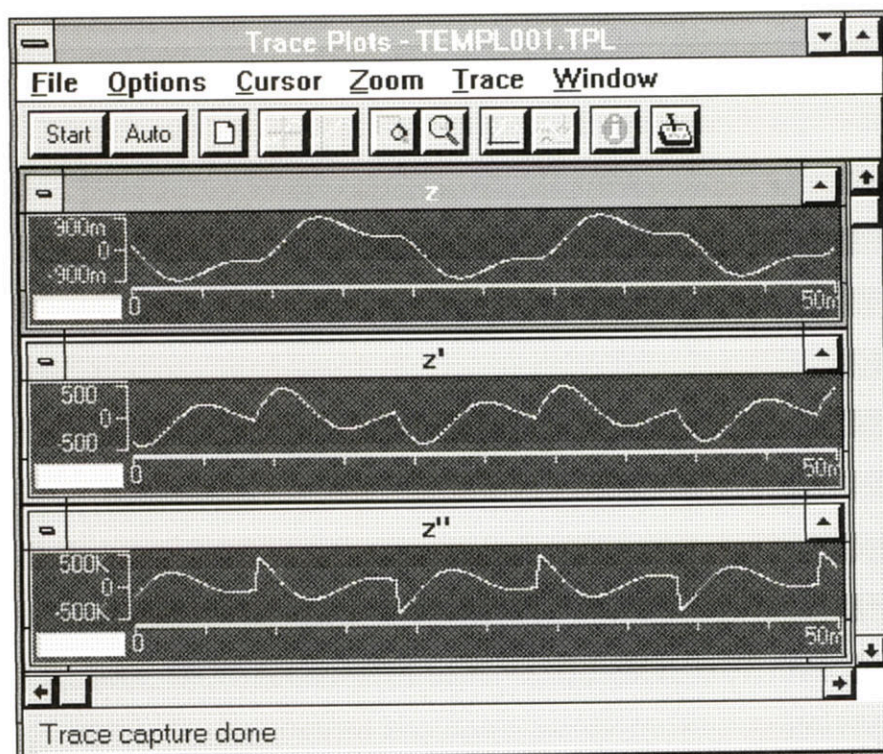 Trace Plots - TEMPL001.TPL
File Options Cursor Zoom Trace Window
Start Auto
z
900m
0
-900m
0 50m
z'
500
0
-500
0 50m
z''
500K
0
-500K
0 50m
Trace capture done